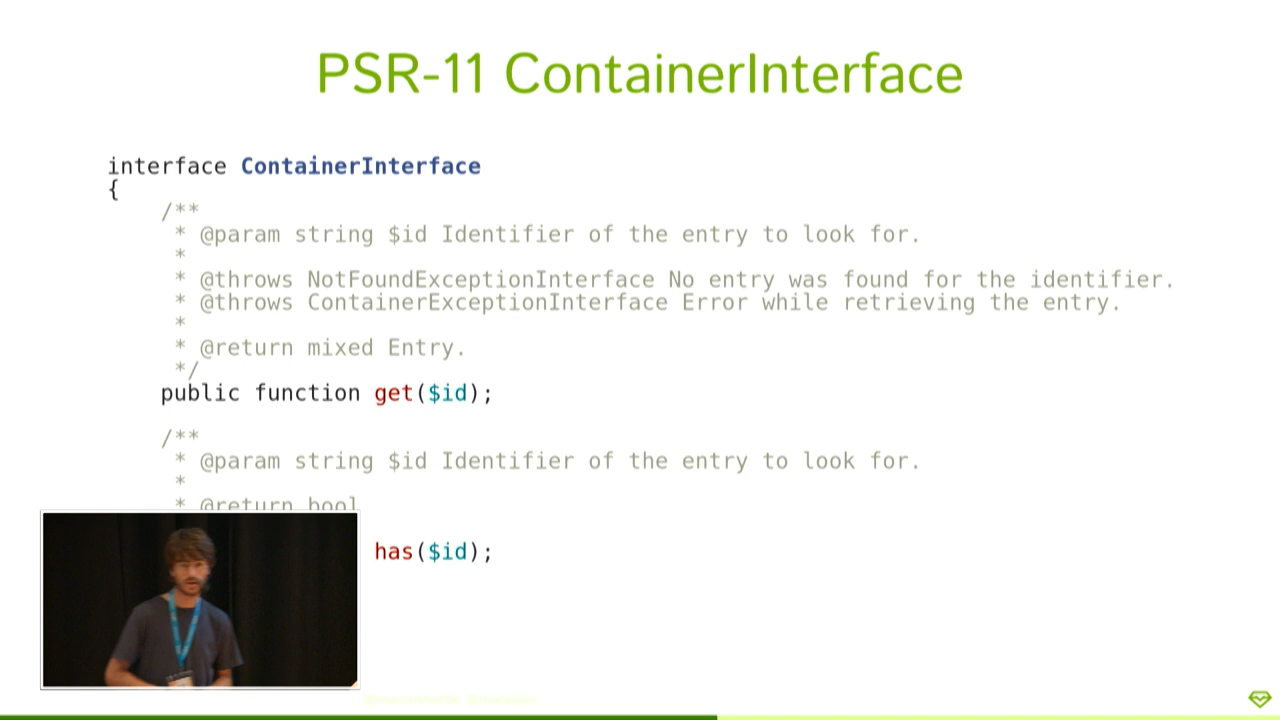 PSR-11 ContainerInterface
interface ContainerInterface
{
/**
* @param string $id Identifier of the entry to look for.
*
* @throws NotFoundExceptionInterface No entry was found for the identifier.
* @throws ContainerExceptionInterface Error while retrieving the entry.
*
* @return mixed Entry.
*/
public function get($id);
/**
* @param string $id Identifier of the entry to look for.
*
* @return bool
has($id);